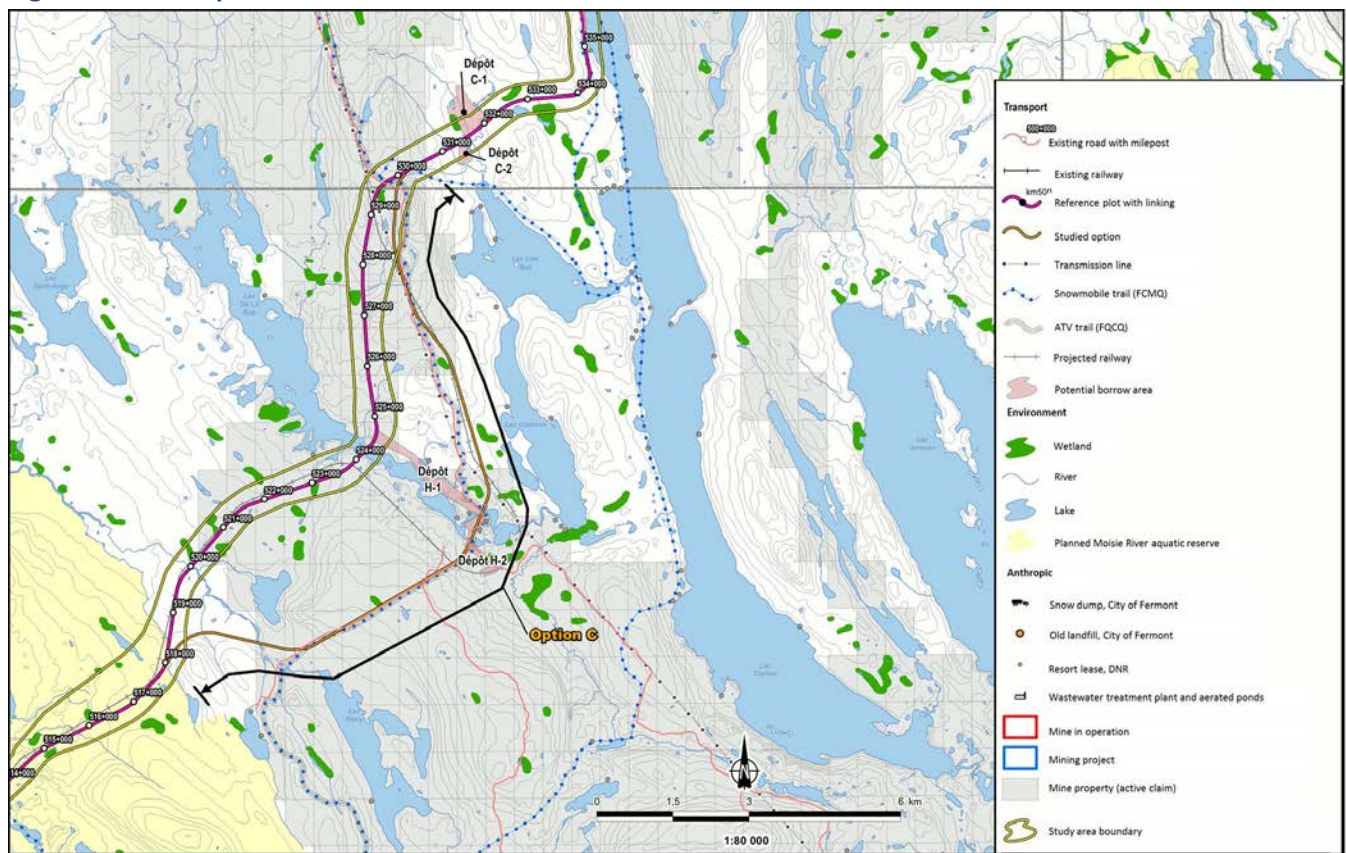 535+000
534+000
533+000
532+000
531+000
530+000
529+000
528+000
527+000
526+000
525+000
524+000
523+000
522+000
521+000
520+000
519+000
518+000
517+000
516+000
515+000
14+000
Dépôt
C-1
Dépôt
C-2
Dépôt
H-1
Dépôt H-2
Option C
N
0 1.5 3 6 km
1:80 000
Transport
500+000
Existing road with milepost
Existing railway
Reference plot with linking
Studied option
Transmission line
Snowmobile trail (FCMQ)
ATV trail (FQCQ)
Projected railway
Potential borrow area
Environment
Wetland
River
Lake
Planned Moisie River aquatic reserve
Anthropic
Snow dump, City of Fermont
Old landfill, City of Fermont
Resort lease, DNR
Wastewater treatment plant and aerated ponds
Mine in operation
Mining project
Mine property (active claim)
Study area boundary